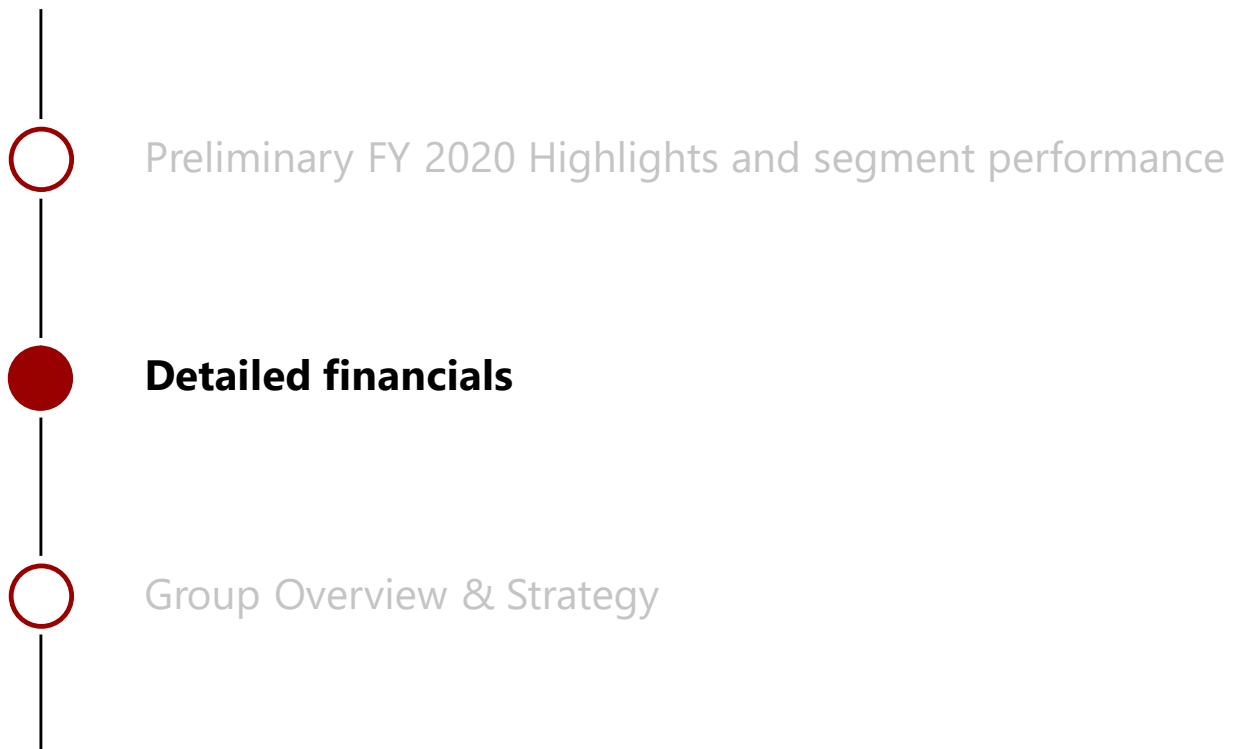 Preliminary FY 2020 Highlights and segment performance
Detailed financials
Group Overview & Strategy